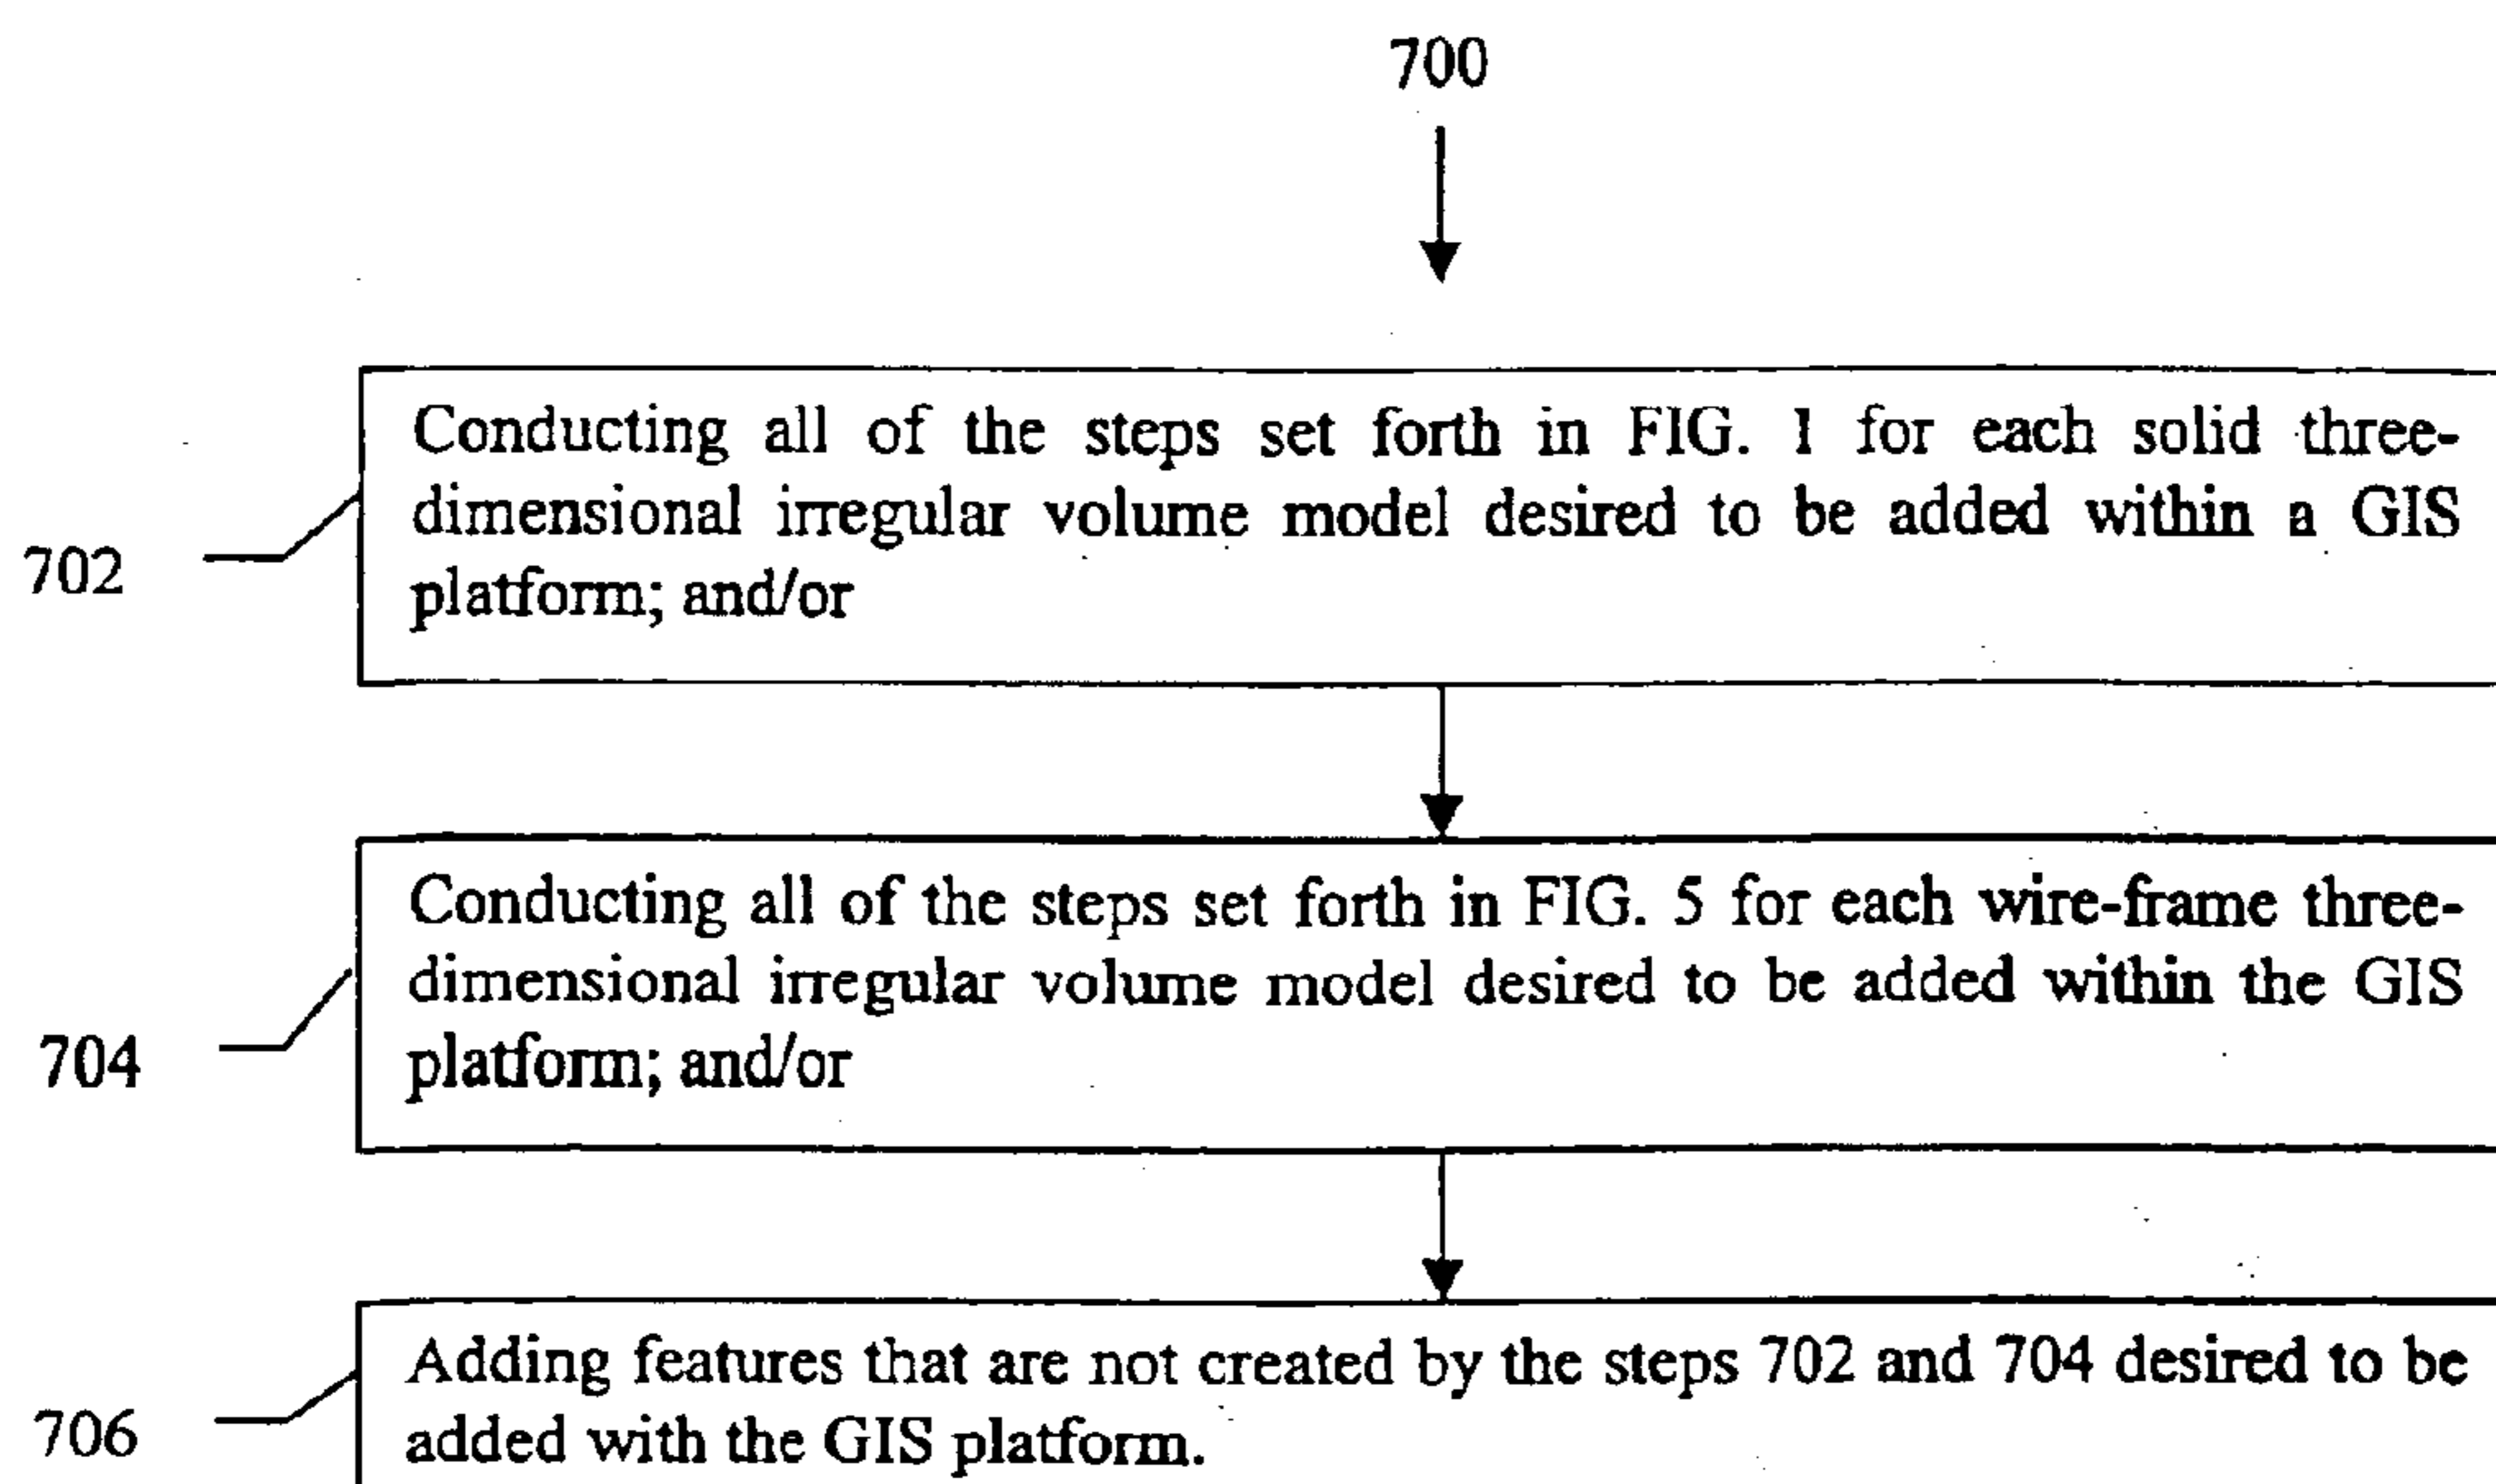 700
Conducting all of the steps set forth in FIG. 1 for each solid three-
dimensional irregular volume model desired to be added within a GIS
platform; and/or
702
Conducting all of the steps set forth in FIG. 5 for each wire-frame three-
dimensional irregular volume model desired to be added within the GIS
platform; and/or
704
Adding features that are not created by the steps 702 and 704 desired to be
added with the GIS platform.
706